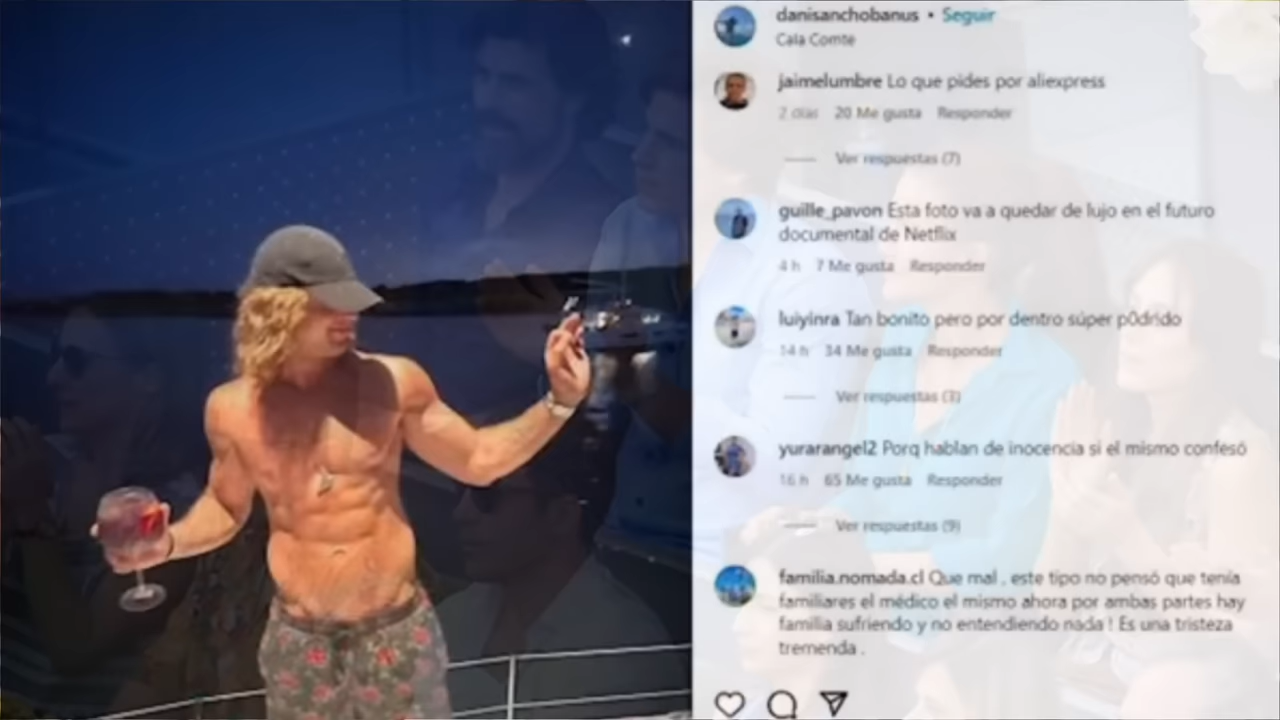 danisanchobanus • Seguir
Cala Comte
jaimelumbre Lo que pides por aliexpress
2 días 20 Me gusta Responder
Ver respuestas (7)
guille_pavon Esta foto va a quedar de lujo en el futuro
documental de Netflix
4 h 7 Me gusta Responder
luiyinra Tan bonito pero por dentro súper p0drido
14 h 34 Me gusta Responder
Ver respuestas (3)
yurarangel2 Porq hablan de inocencia si el mismo confesó
16 h 65 Me gusta Responder
Ver respuestas (9)
familia.nomada.cl Que mal , este tipo no pensó que tenía
familiares el médico el mismo ahora por ambas partes hay
familia sufriendo y no entendiendo nada ! Es una tristeza
tremenda .